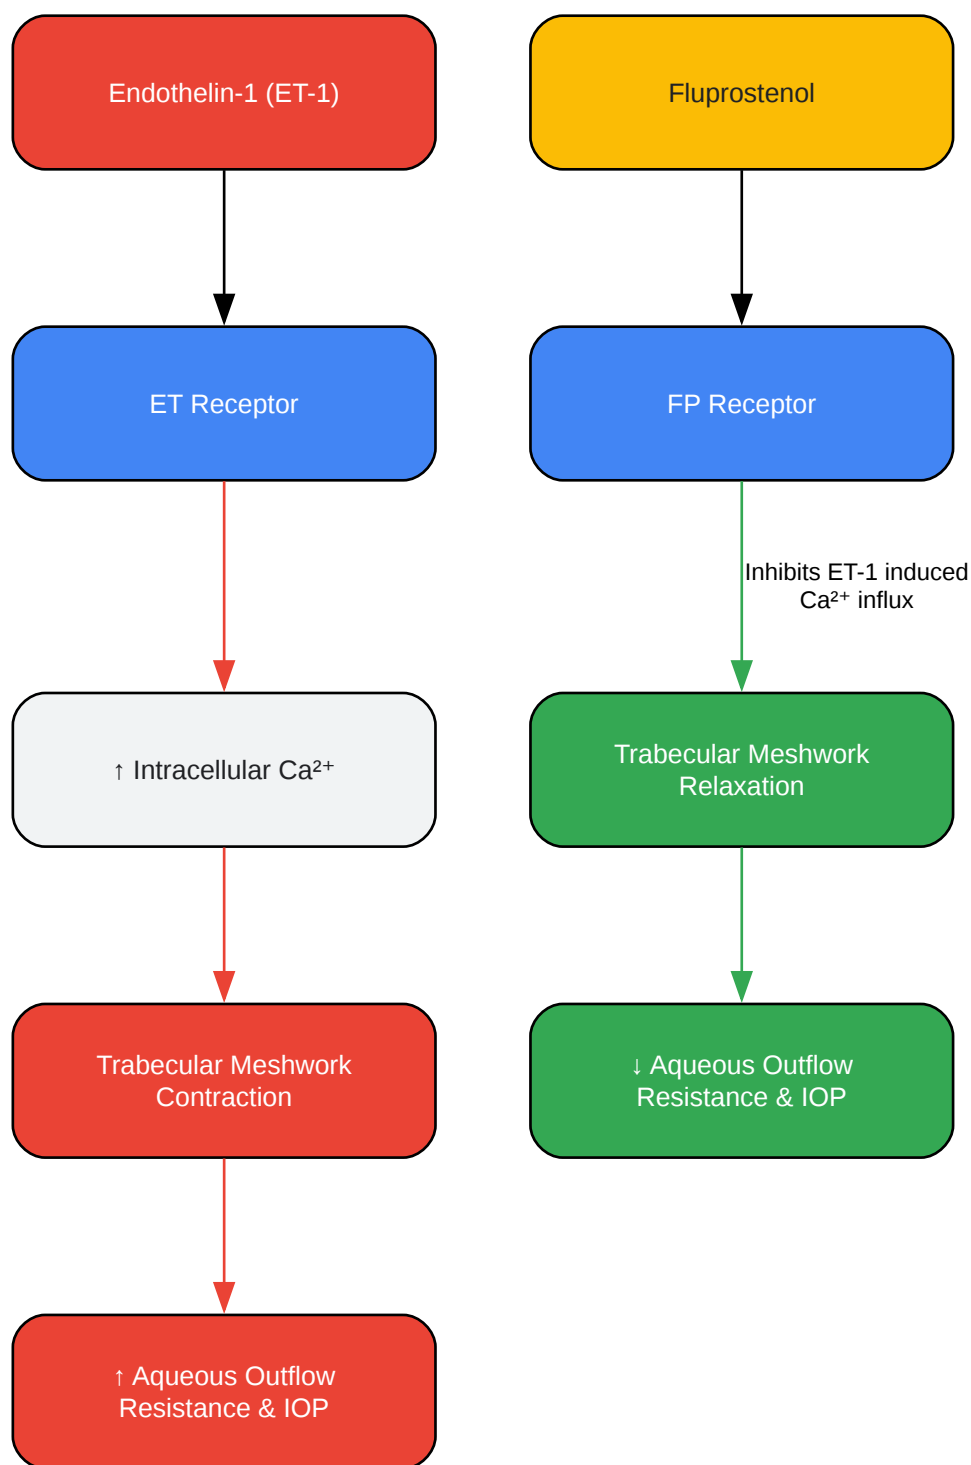 Endothelin-1 (ET-1)
Fluprostenol
ET Receptor
FP Receptor
Inhibits ET-1 induced
Ca²⁺ influx
↑ Intracellular Ca²⁺
Trabecular Meshwork
Relaxation
Trabecular Meshwork
Contraction
↓ Aqueous Outflow
Resistance & IOP
↑ Aqueous Outflow
Resistance & IOP